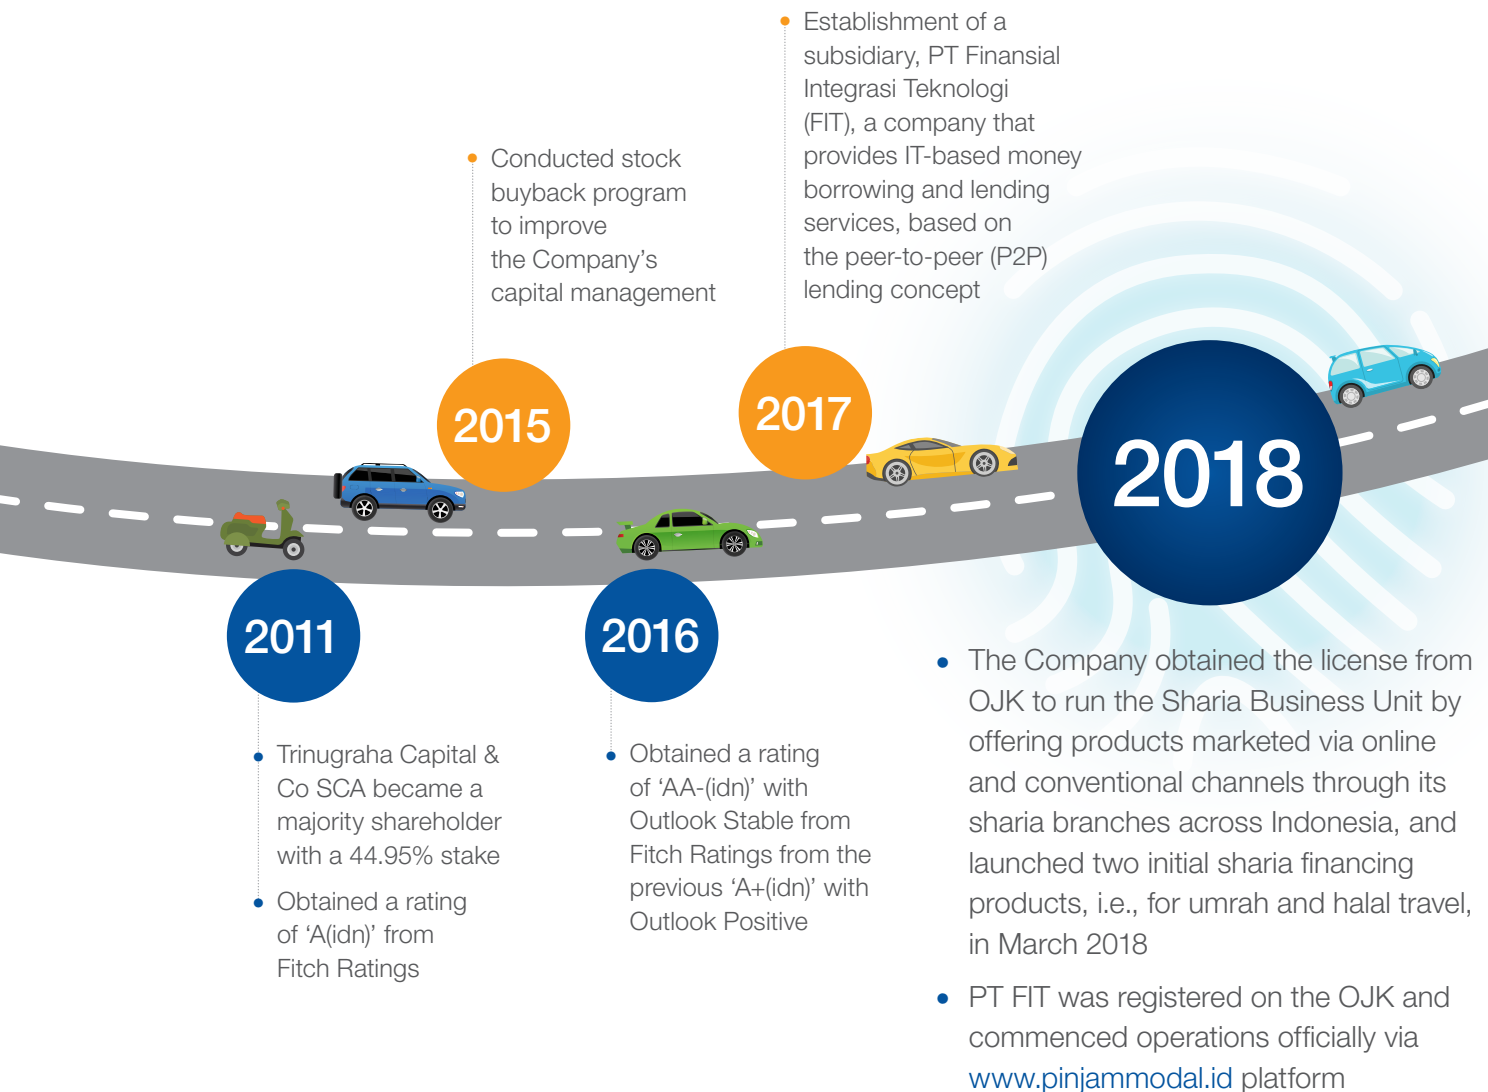 • Establishment of a
subsidiary, PT Finansial
Integrasi Teknologi
(FIT), a company that
provides IT-based money
borrowing and lending
services, based on
the peer-to-peer (P2P)
lending concept
• Conducted stock
buyback program
to improve
the Company’s
capital management
2015
2017
2018
2011
2016
• Trinugraha Capital &
Co SCA became a
majority shareholder
with a 44.95% stake
• Obtained a rating
of ‘A(idn)’ from
Fitch Ratings
• Obtained a rating
of ‘AA-(idn)’ with
Outlook Stable from
Fitch Ratings from the
previous ‘A+(idn)’ with
Outlook Positive
• The Company obtained the license from
OJK to run the Sharia Business Unit by
offering products marketed via online
and conventional channels through its
sharia branches across Indonesia, and
launched two initial sharia financing
products, i.e., for umrah and halal travel,
in March 2018
• PT FIT was registered on the OJK and
commenced operations officially via
www.pinjammodal.id platform